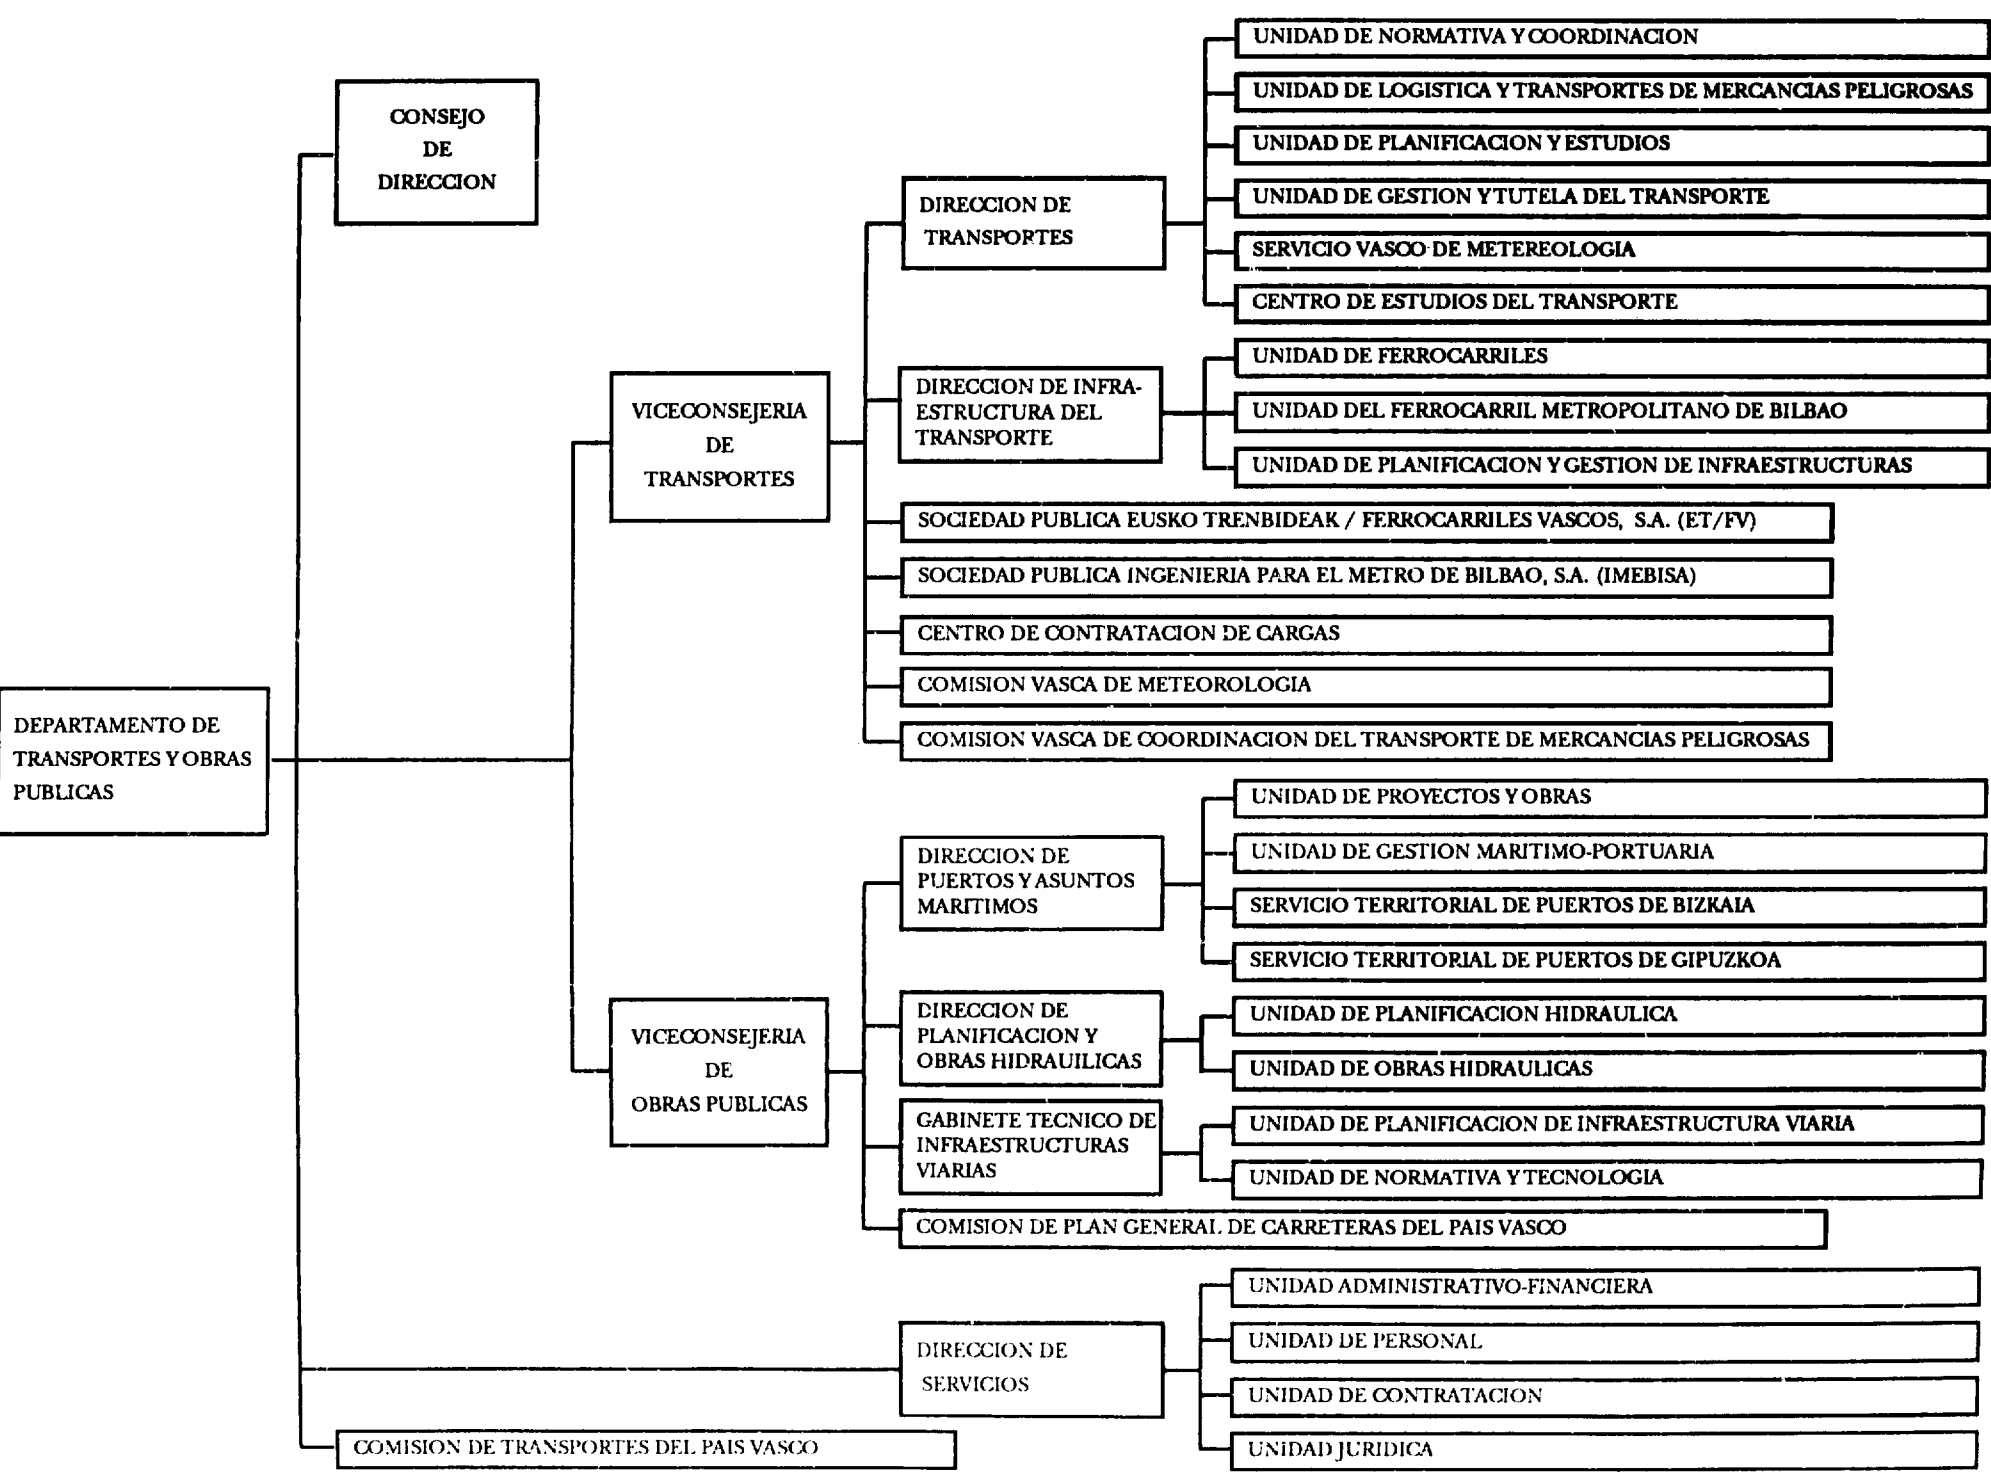 UNIDAD DE NORMATIVA Y COORDINACION
UNIDAD DE LOGISTICA Y TRANSPORTES DE MERCANCIAS PELIGROSAS
UNIDAD DE PLANIFICACION Y ESTUDIOS
UNIDAD DE GESTION Y TUTELA DEL TRANSPORTE
SERVICIO VASCO DE METEREOLOGIA
CENTRO DE ESTUDIOS DEL TRANSPORTE
CONSEJO
DE
DIRECCION
DIRECCION DE
TRANSPORTES
UNIDAD DE FERROCARRILES
UNIDAD DEL FERROCARRIL METROPOLITANO DE BILBAO
UNIDAD DE PLANIFICACION Y GESTION DE INFRAESTRUCTURAS
DIRECCION DE INFRA-
ESTRUCTURA DEL
TRANSPORTE
VICECONSEJERIA
DE
TRANSPORTES
SOCIEDAD PUBLICA EUSKO TRENBIDEAK / FERROCARRILES VASCOS, S.A. (ET/FV)
SOCIEDAD PUBLICA INGENIERIA PARA EL METRO DE BILBAO, S.A. (IMEBISA)
CENTRO DE CONTRATACION DE CARGAS
COMISION VASCA DE METEOROLOGIA
COMISION VASCA DE COORDINACION DEL TRANSPORTE DE MERCANCIAS PELIGROSAS
DEPARTAMENTO DE
TRANSPORTES Y OBRAS
PUBLICAS
UNIDAD DE PROYECTOS Y OBRAS
UNIDAD DE GESTION MARITIMO-PORTUARIA
SERVICIO TERRITORIAL DE PUERTOS DE BIZKAIA
SERVICIO TERRITORIAL DE PUERTOS DE GIPUZKOA
DIRECCION DE
PUERTOS Y ASUNTOS
MARITIMOS
DIRECCION DE
PLANIFICACION Y
OBRAS HIDRAUILICAS
UNIDAD DE PLANIFICACION HIDRAULICA
UNIDAD DE OBRAS HIDRAULICAS
VICECONSEJERIA
DE
OBRAS PUBLICAS
GABINETE TECNICO DE
INFRAESTRUCTURAS
VIARIAS
UNIDAD DE PLANIFICACION DE INFRAESTRUCTURA VIARIA
UNIDAD DE NORMATIVA Y TECNOLOGIA
COMISION DE PLAN GENERAL DE CARRETERAS DEL PAIS VASCO
UNIDAD ADMINISTRATIVO-FINANCIERA
UNIDAD DE PERSONAL
UNIDAD DE CONTRATACION
UNIDAD JURIDICA
DIRECCION DE
SERVICIOS
COMISION DE TRANSPORTES DEL PAIS VASCO